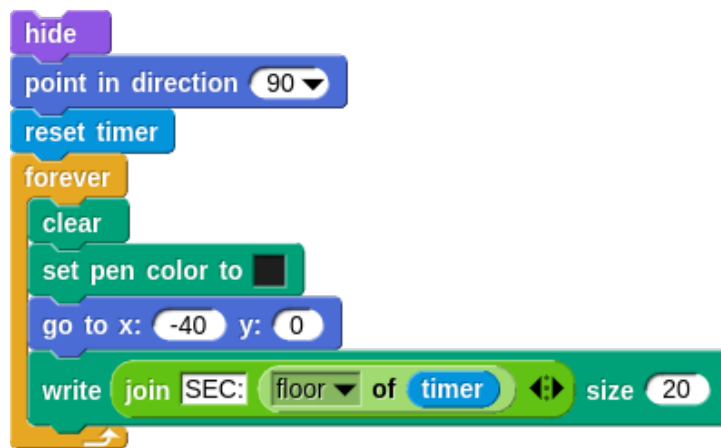 hide
point in direction 90
reset timer
forever
clear
set pen color to
go to x: -40 y: 0
write join SEC: floor of timer size 20